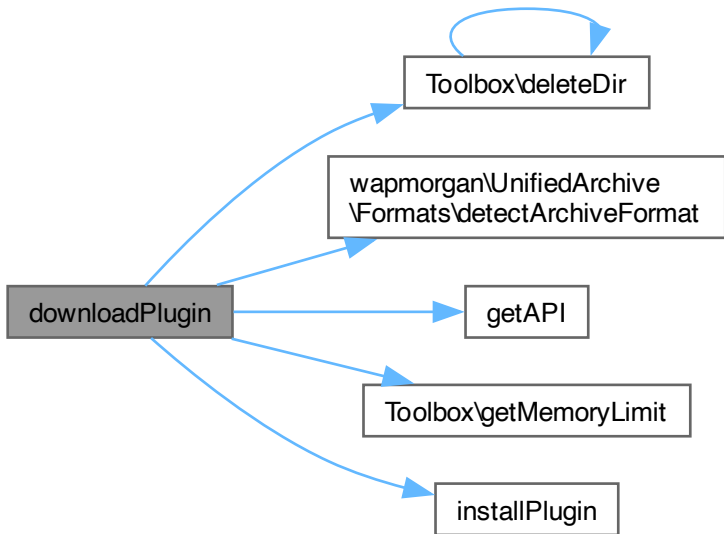 Toolbox\deleteDir
wapmorgan\UnifiedArchive
\Formats\detectArchiveFormat
downloadPlugin
getAPI
Toolbox\getMemoryLimit
installPlugin